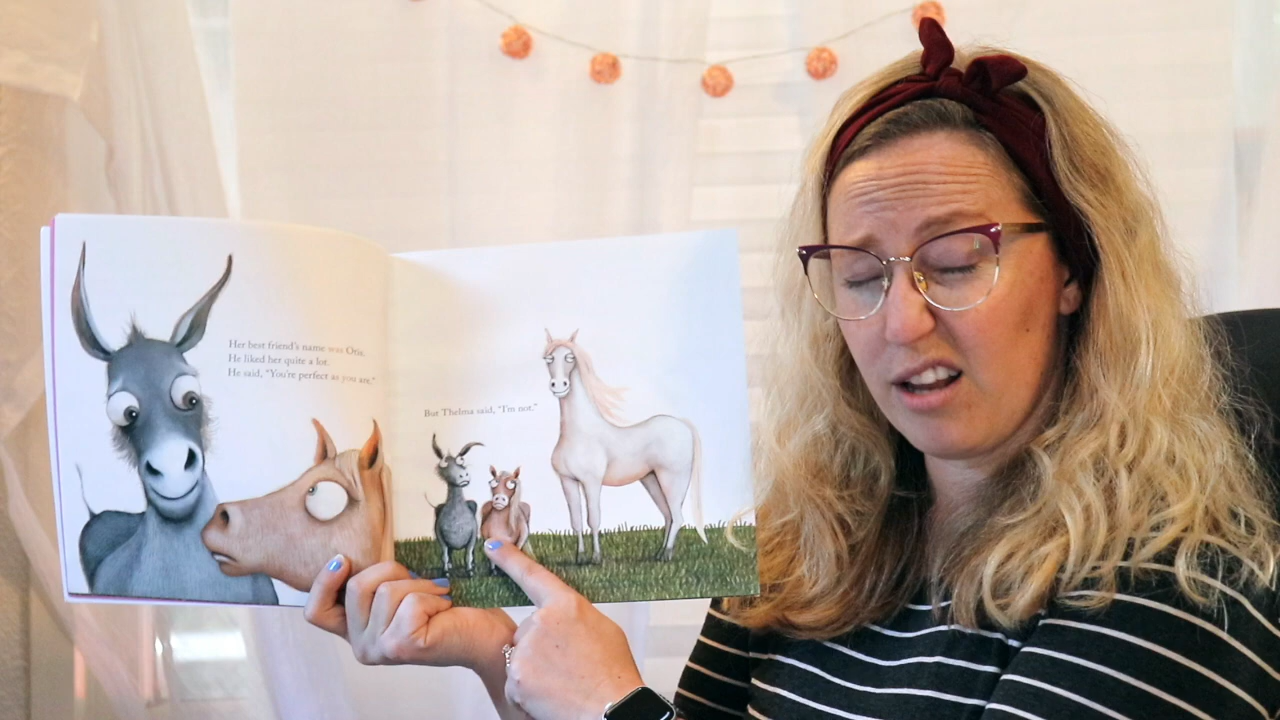 Her best friend's name was Otis.
He liked her quite a lot.
He said, "You're perfect as you are."
But Thelma said, "I'm not."